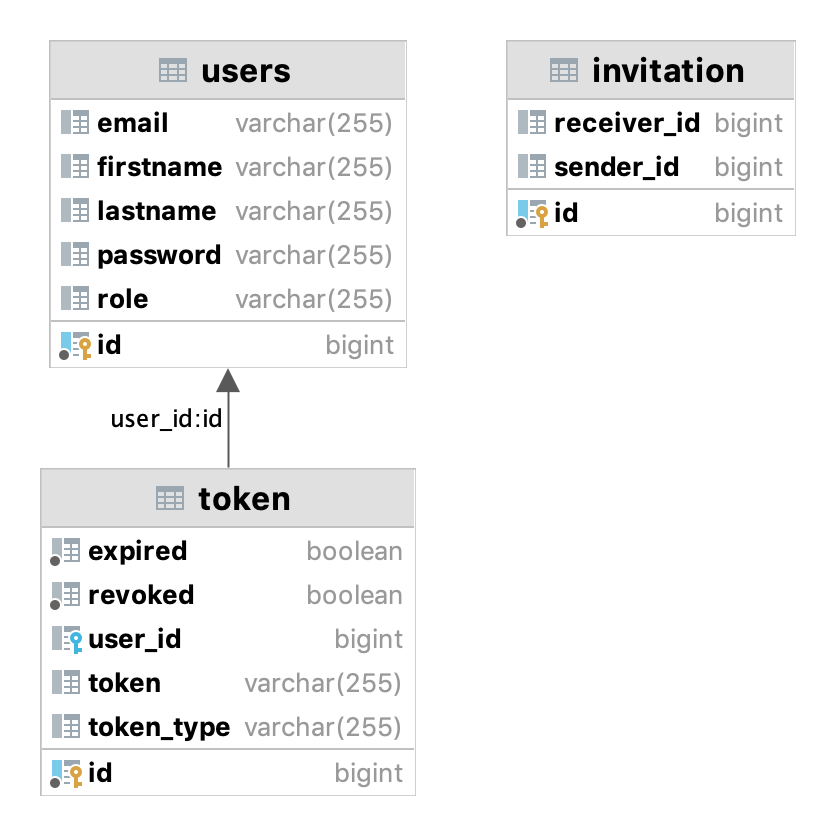 users
email varchar(255)
firstname varchar(255)
lastname varchar(255)
password varchar(255)
role varchar(255)
id bigint
invitation
receiver_id bigint
sender_id bigint
id bigint
user_id:id
token
expired boolean
revoked boolean
user_id bigint
token varchar(255)
token_type varchar(255)
id bigint